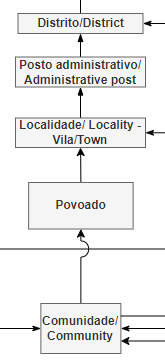 Distrito/District
Posto administrativo/
Administrative post
Localidade/ Locality -
Vila/Town
Povoado
Comunidade/
Community